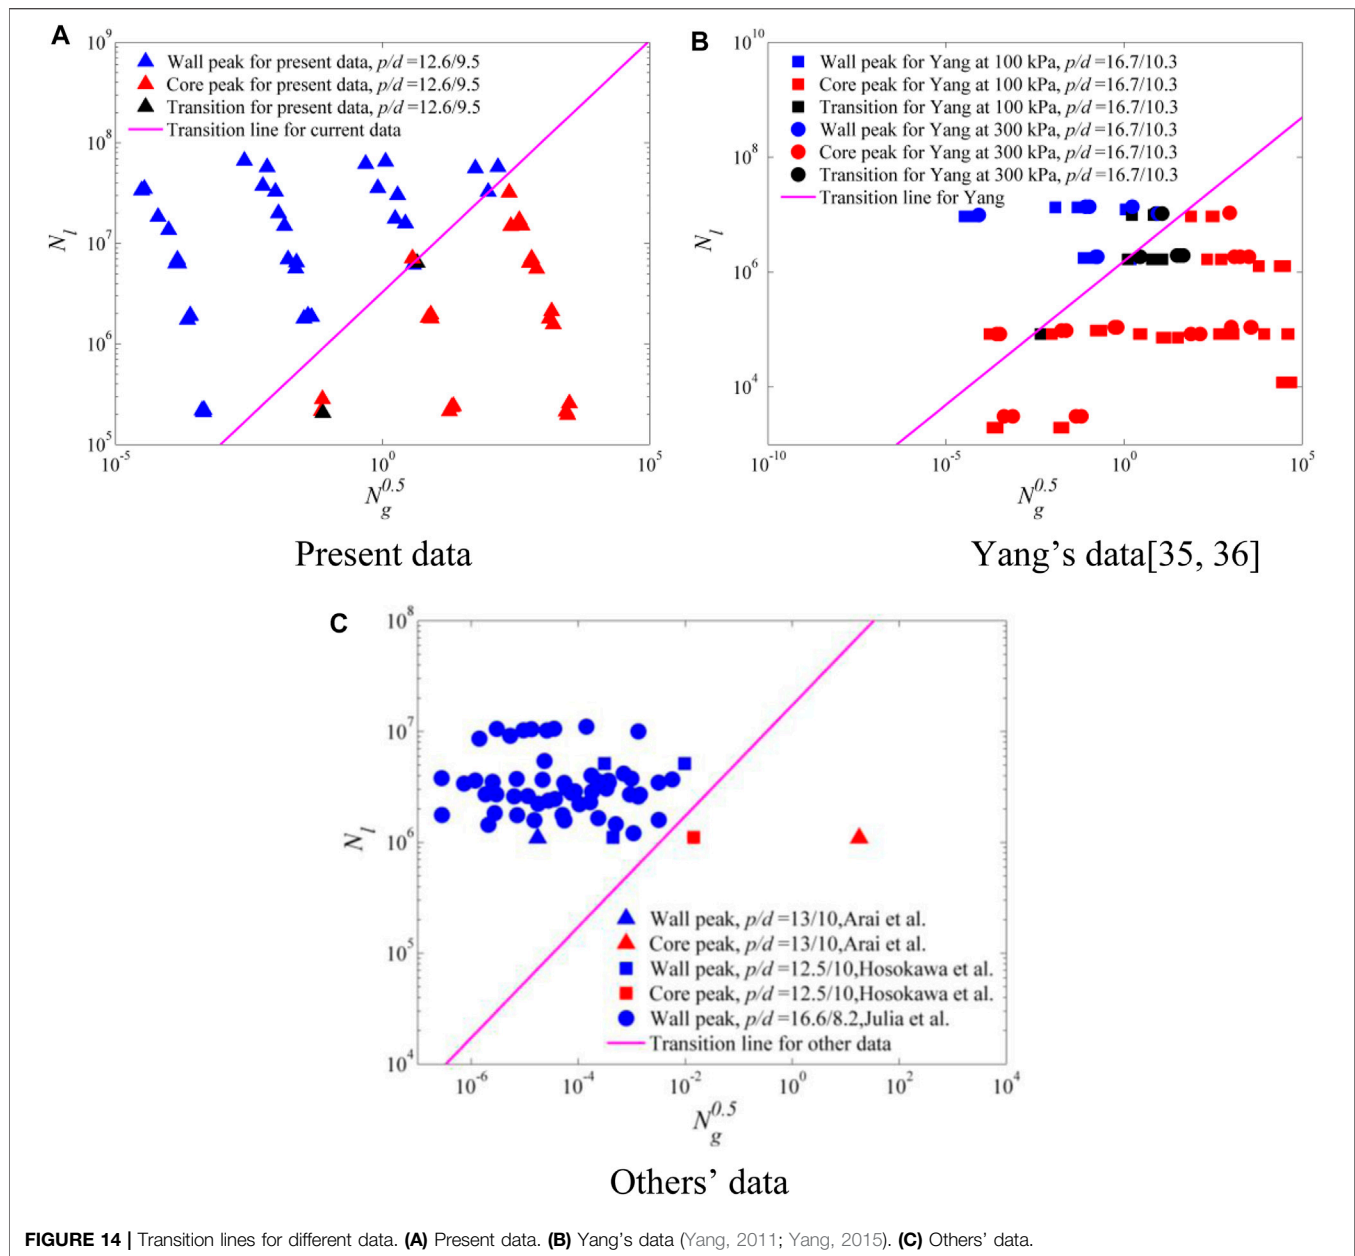 A
10^9
10^8
10^7
10^6
10^5
N_l
Wall peak for present data, p/d =12.6/9.5
Core peak for present data, p/d =12.6/9.5
Transition for present data, p/d =12.6/9.5
Transition line for current data
10^-5
10^0
10^5
N_g^0.5
Present data
B
10^10
10^8
10^6
10^4
N_l
Wall peak for Yang at 100 kPa, p/d =16.7/10.3
Core peak for Yang at 100 kPa, p/d =16.7/10.3
Transition for Yang at 100 kPa, p/d =16.7/10.3
Wall peak for Yang at 300 kPa, p/d =16.7/10.3
Core peak for Yang at 300 kPa, p/d =16.7/10.3
Transition for Yang at 300 kPa, p/d =16.7/10.3
Transition line for Yang
10^-10
10^-5
10^0
10^5
N_g^0.5
Yang’s data[35, 36]
C
10^8
10^7
10^6
10^5
10^4
N_l
Wall peak, p/d =13/10,Arai et al.
Core peak, p/d =13/10,Arai et al.
Wall peak, p/d =12.5/10,Hosokawa et al.
Core peak, p/d =12.5/10,Hosokawa et al.
Wall peak, p/d =16.6/8.2,Julia et al.
Transition line for other data
10^-6
10^-4
10^-2
10^0
10^2
10^4
N_g^0.5
Others’ data
FIGURE 14 | Transition lines for different data. (A) Present data. (B) Yang’s data (Yang, 2011; Yang, 2015). (C) Others’ data.